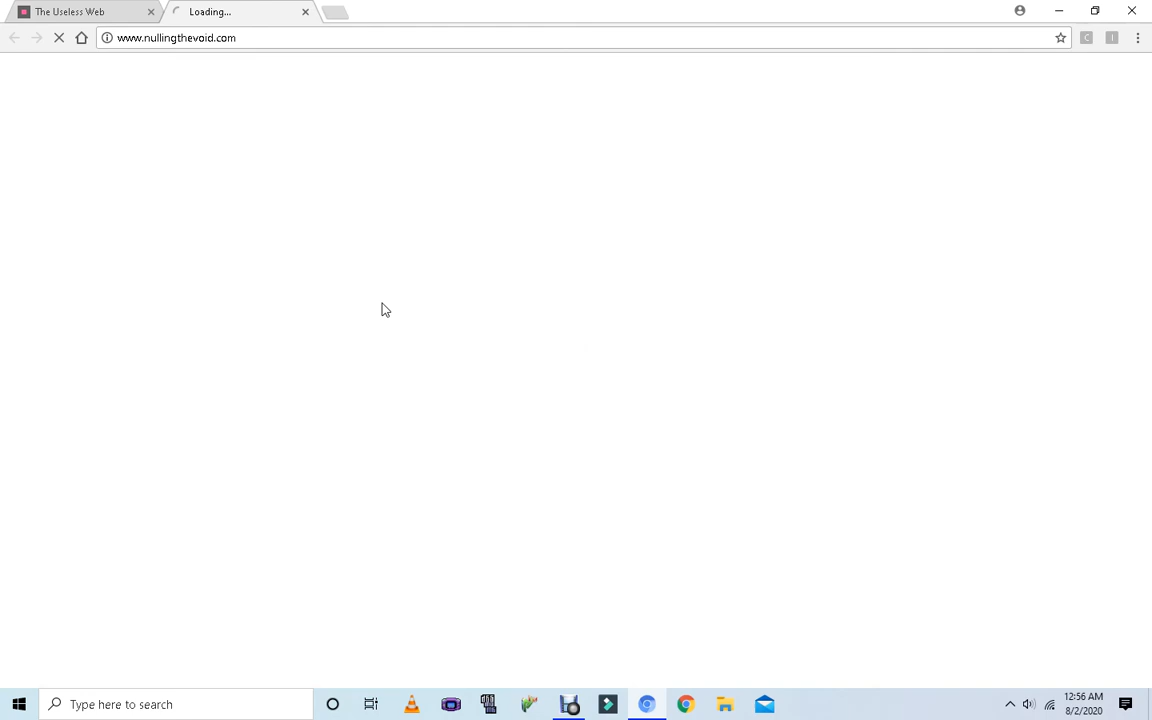 The Useless Web
Loading...
www.nullingthevoid.com
Type here to search
12:56 AM
8/2/2020